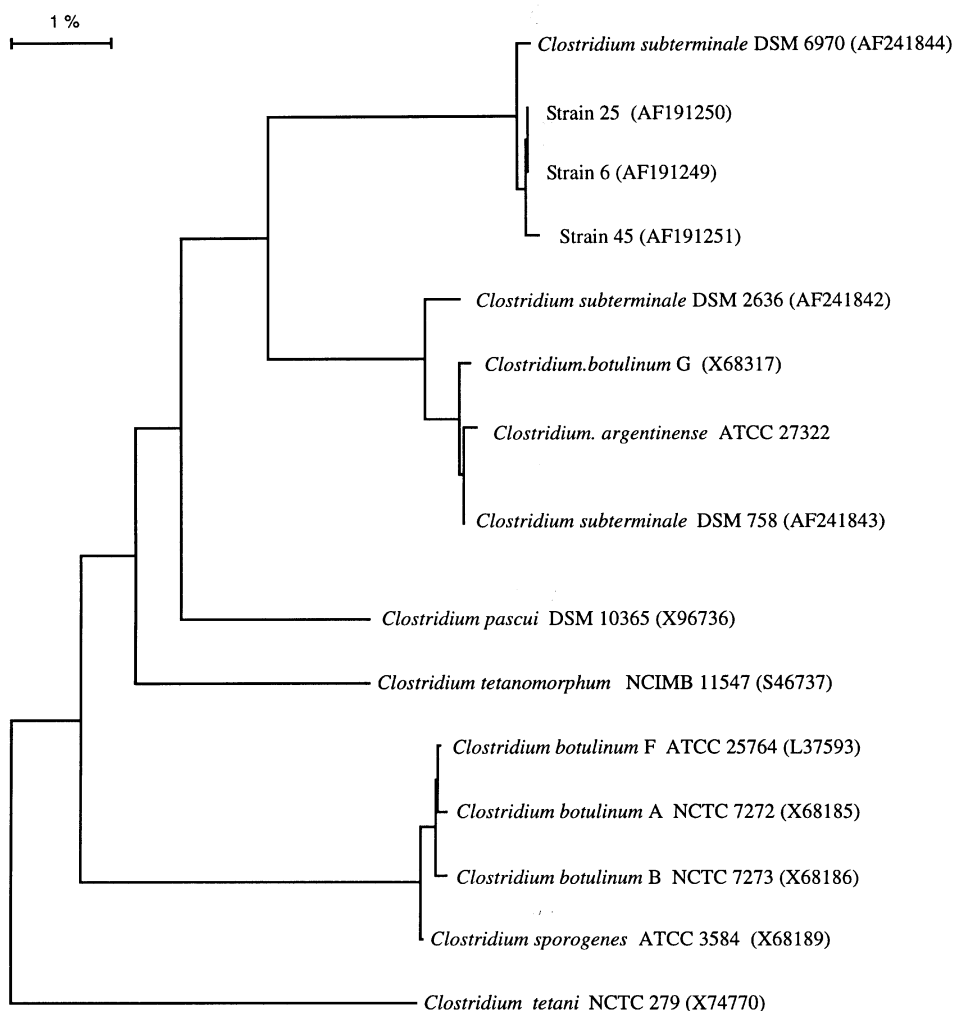 1 %
Clostridium subterminale DSM 6970 (AF241844)
Strain 25 (AF191250)
Strain 6 (AF191249)
Strain 45 (AF191251)
Clostridium subterminale DSM 2636 (AF241842)
Clostridium.botulinum G (X68317)
Clostridium. argentinense ATCC 27322
Clostridium subterminale DSM 758 (AF241843)
Clostridium pascui DSM 10365 (X96736)
Clostridium tetanomorphum NCIMB 11547 (S46737)
Clostridium botulinum F ATCC 25764 (L37593)
Clostridium botulinum A NCTC 7272 (X68185)
Clostridium botulinum B NCTC 7273 (X68186)
Clostridium sporogenes ATCC 3584 (X68189)
Clostridium tetani NCTC 279 (X74770)